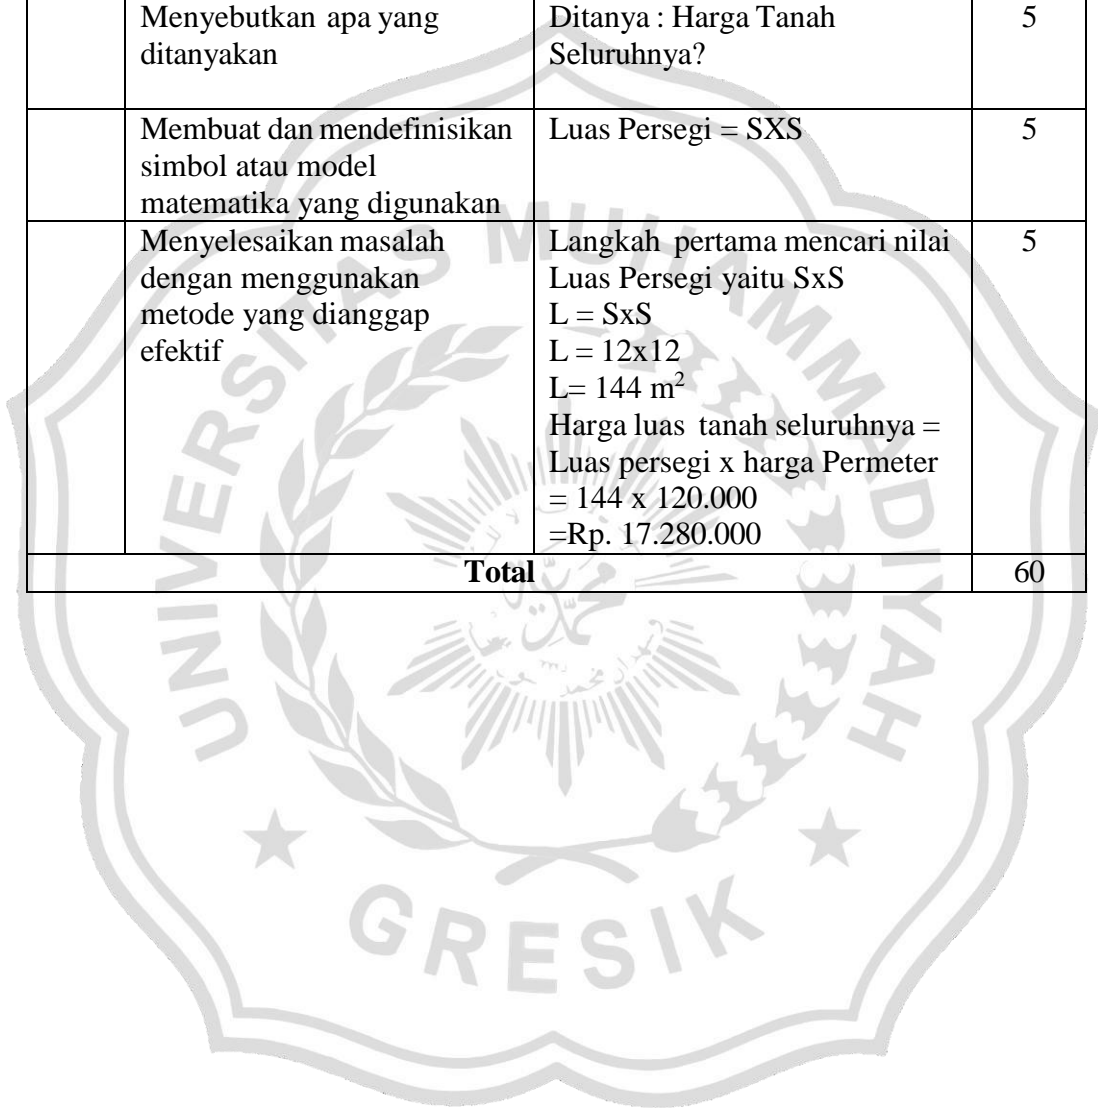 Menyebutkan apa yang
ditanyakan
Ditanya : Harga Tanah
Seluruhnya?
5
Membuat dan mendefinisikan
simbol atau model
matematika yang digunakan
Luas Persegi = SXS
5
Menyelesaikan masalah
dengan menggunakan
metode yang dianggap
efektif
Langkah pertama mencari nilai
Luas Persegi yaitu SxS
L = SxS
L = 12x12
L= 144 m²
Harga luas tanah seluruhnya =
Luas persegi x harga Permeter
= 144 x 120.000
=Rp. 17.280.000
5
Total
60
UNIVERSITAS MUHAMMADIYAH
GRESIK